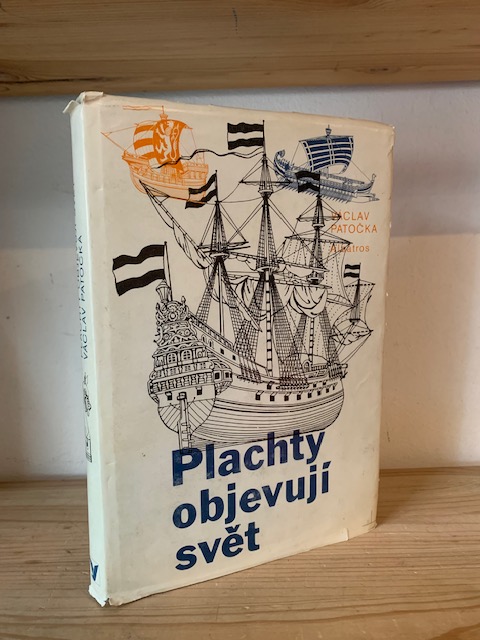 VÁCLAV
PATOČKA
albatros
Plachty
objevují
svět
VÁCLAV PATOČKA